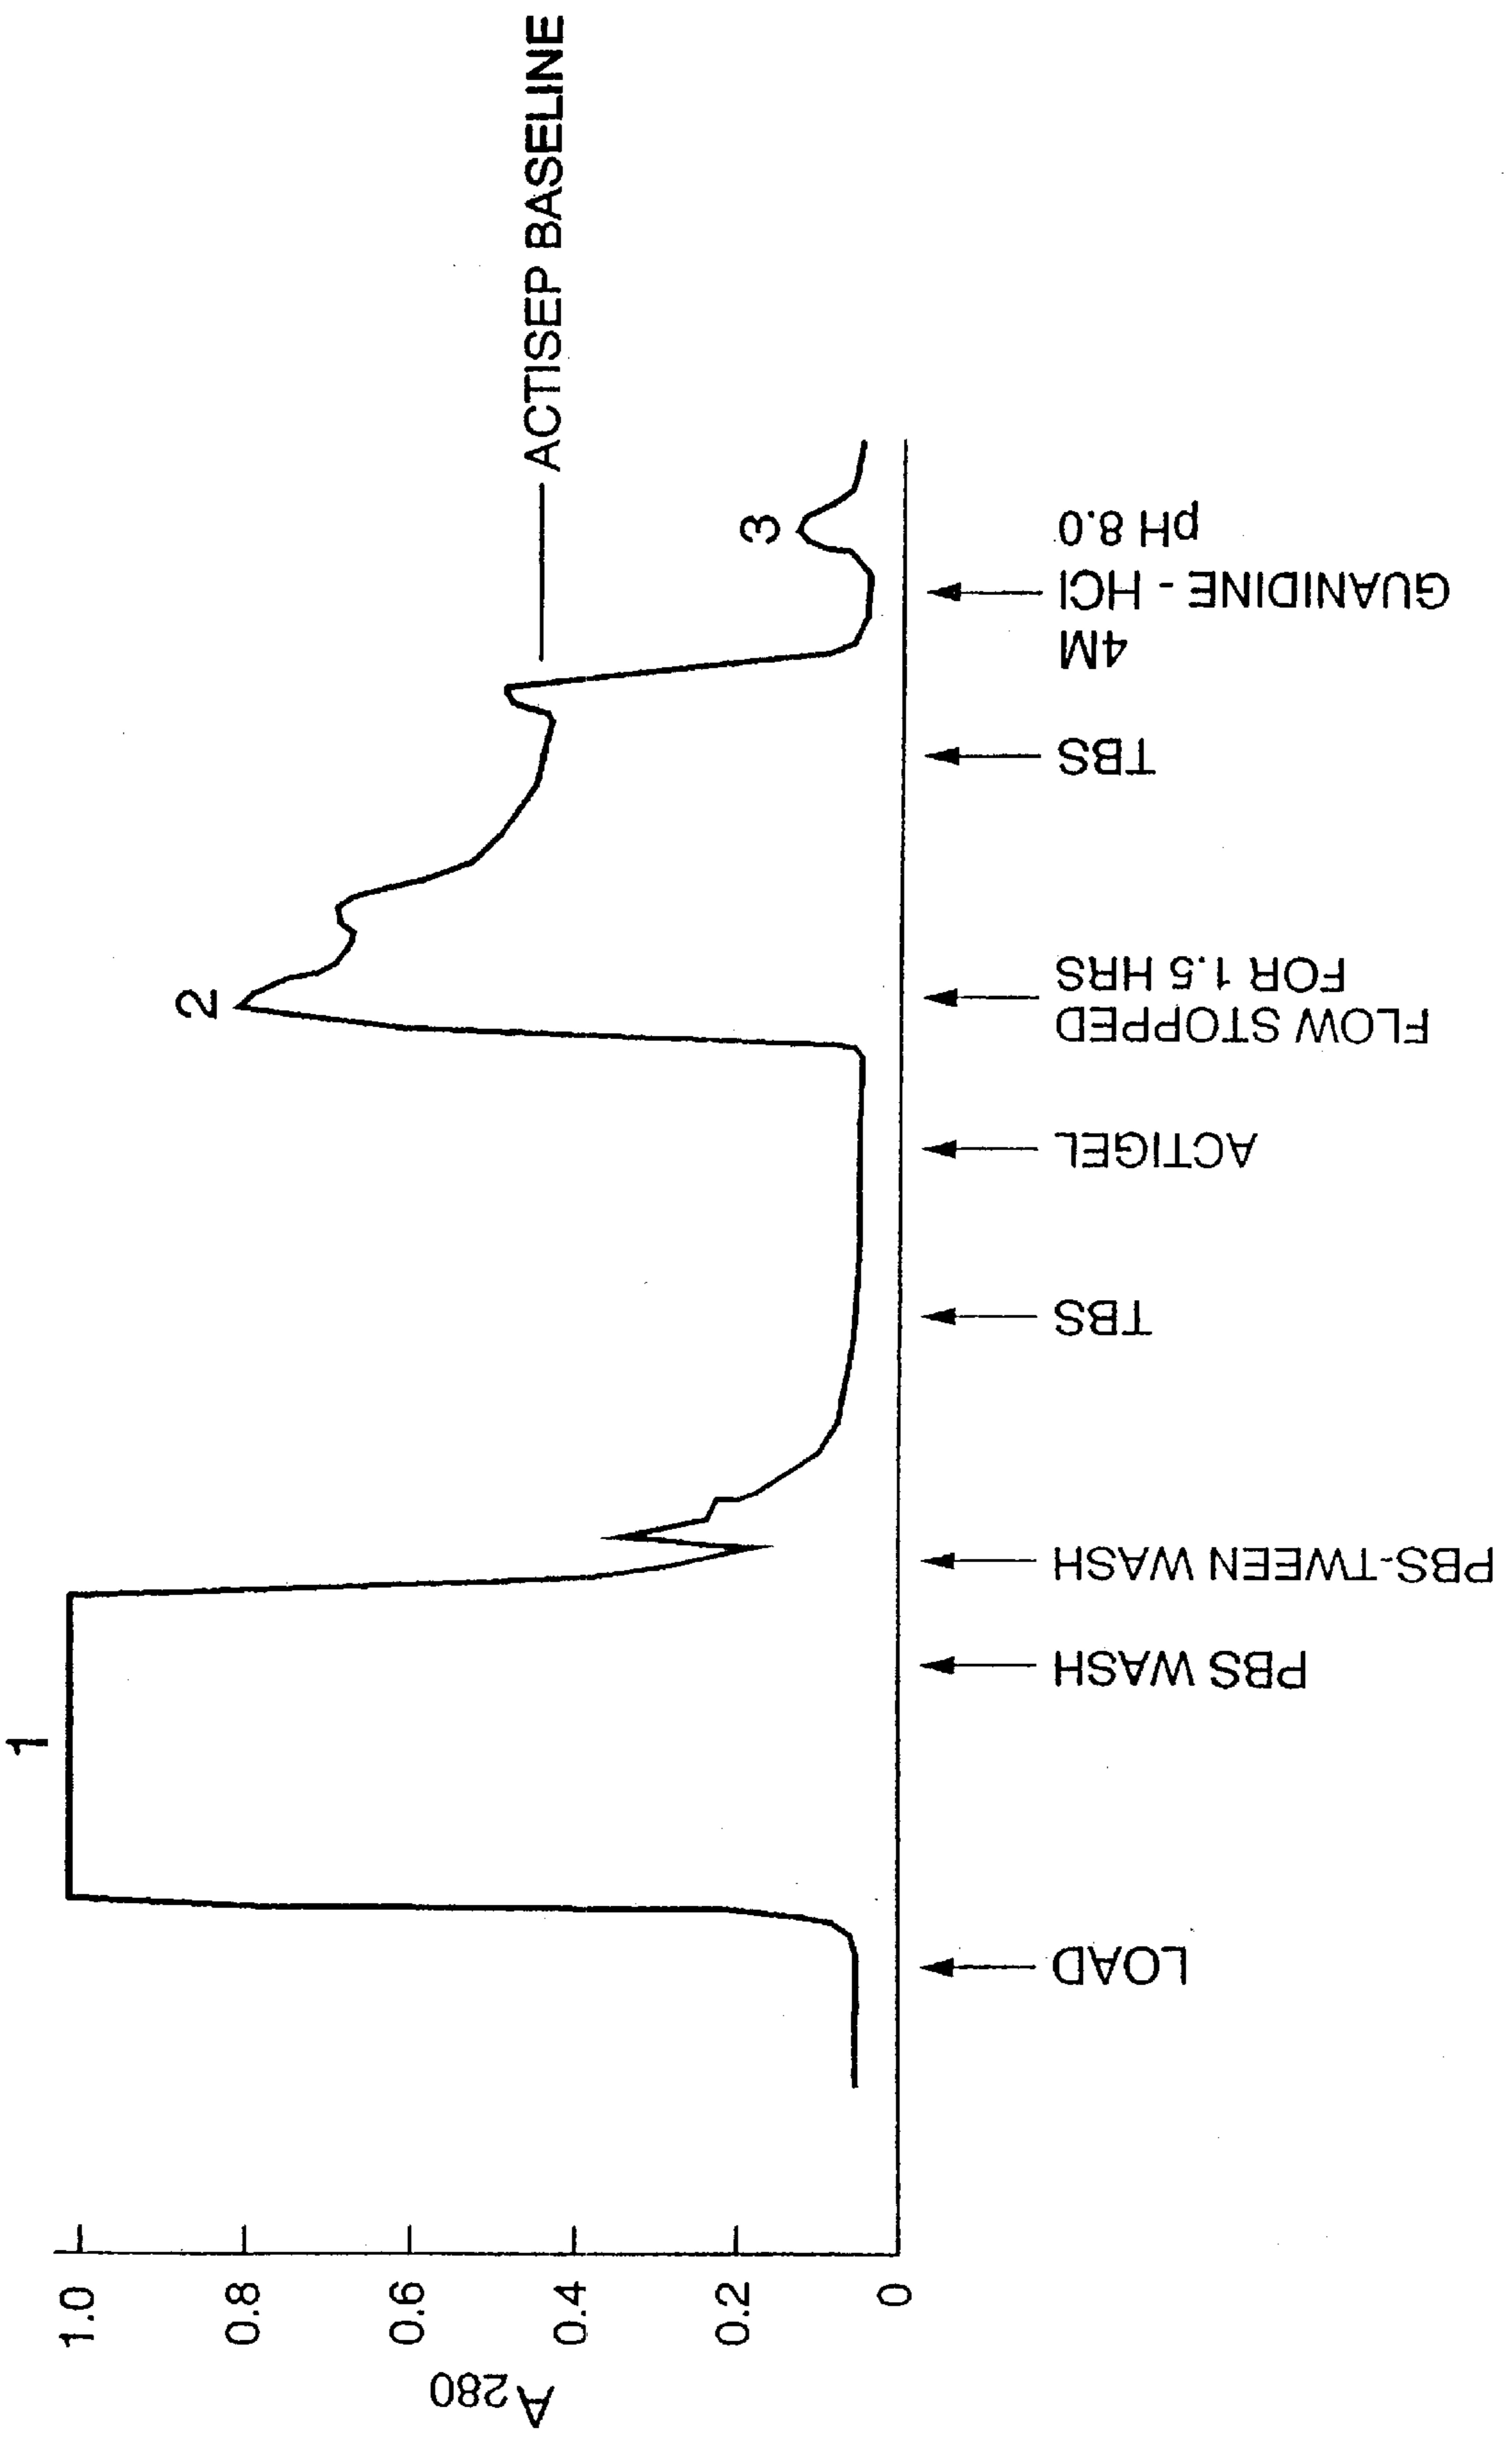 A280
1.0
0.8
0.6
0.4
0.2
0
1
2
3
ACTISEP BASELINE
LOAD
PBS WASH
PBS-TWEEN WASH
TBS
ACTIGEL
FLOW STOPPED
FOR 1.5 HRS
TBS
4M
GUANIDINE - HCl
pH 8.0